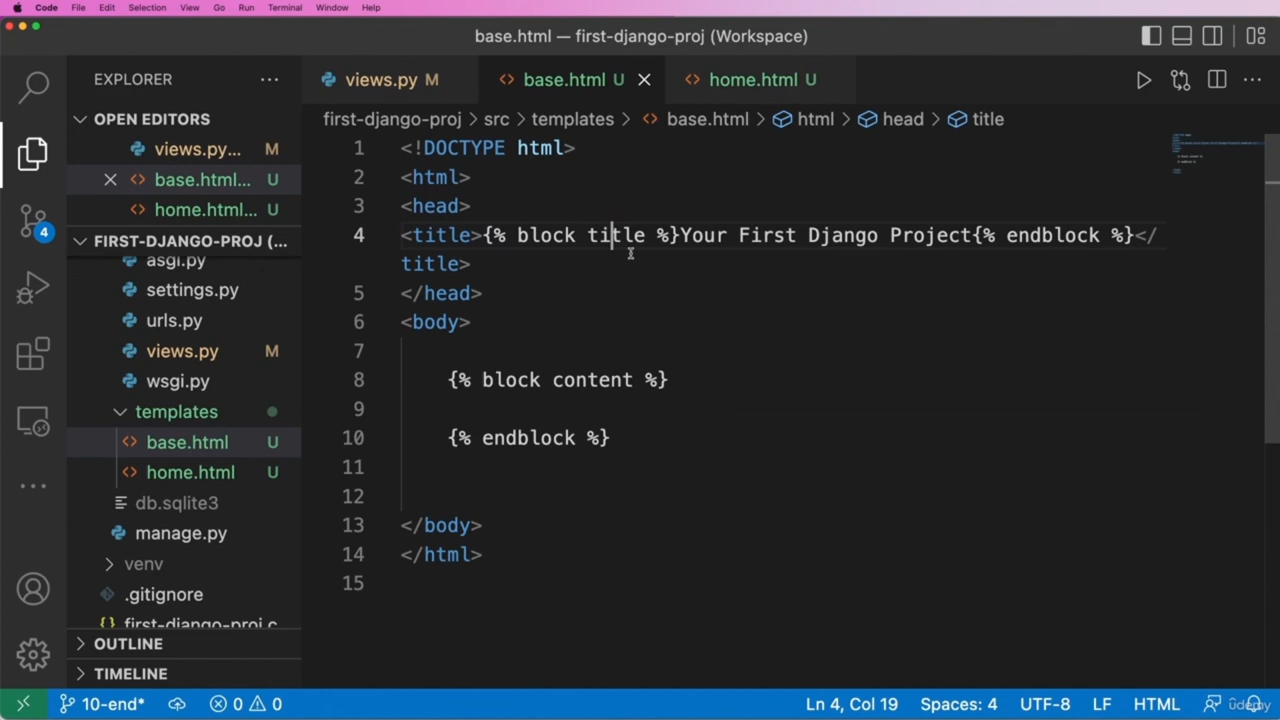 Code File Edit Selection View Go Run Terminal Window Help
base.html — first-django-proj (Workspace)
EXPLORER
views.py M
base.html U
home.html U
OPEN EDITORS
first-django-proj > src > templates > base.html > html > head > title
views.py... M
base.html... U
home.html... U
4
FIRST-DJANGO-PROJ (...
asgi.py
settings.py
urls.py
views.py M
wsgi.py
templates
base.html U
home.html U
db.sqlite3
manage.py
venv
.gitignore
first-django-proj.c
OUTLINE
TIMELINE
1 <!DOCTYPE html>
2 <html>
3 <head>
4 <title>{% block title %}Your First Django Project{% endblock %}</
title>
5 </head>
6 <body>
7
8 {% block content %}
9
10 {% endblock %}
11
12
13 </body>
14 </html>
15
10-end* 0 0 Ln 4, Col 19 Spaces: 4 UTF-8 LF HTML
udemy